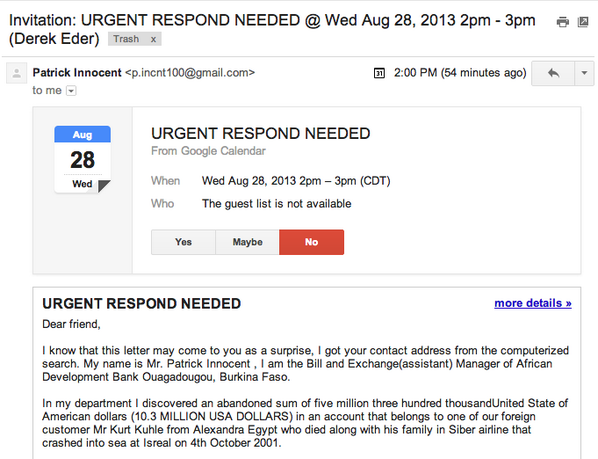 Invitation: URGENT RESPOND NEEDED @ Wed Aug 28, 2013 2pm - 3pm
(Derek Eder) Trash x
Patrick Innocent <p.incnt100@gmail.com> 31 2:00 PM (54 minutes ago)
to me
Aug
28
Wed
URGENT RESPOND NEEDED
From Google Calendar
When Wed Aug 28, 2013 2pm – 3pm (CDT)
Who The guest list is not available
Yes Maybe No
URGENT RESPOND NEEDED more details »
Dear friend,
I know that this letter may come to you as a surprise, I got your contact address from the computerized
search. My name is Mr. Patrick Innocent , I am the Bill and Exchange(assistant) Manager of African
Development Bank Ouagadougou, Burkina Faso.
In my department I discovered an abandoned sum of five million three hundred thousandUnited State of
American dollars (10.3 MILLION USA DOLLARS) in an account that belongs to one of our foreign
customer Mr Kurt Kuhle from Alexandra Egypt who died along with his family in Siber airline that
crashed into sea at Isreal on 4th October 2001.